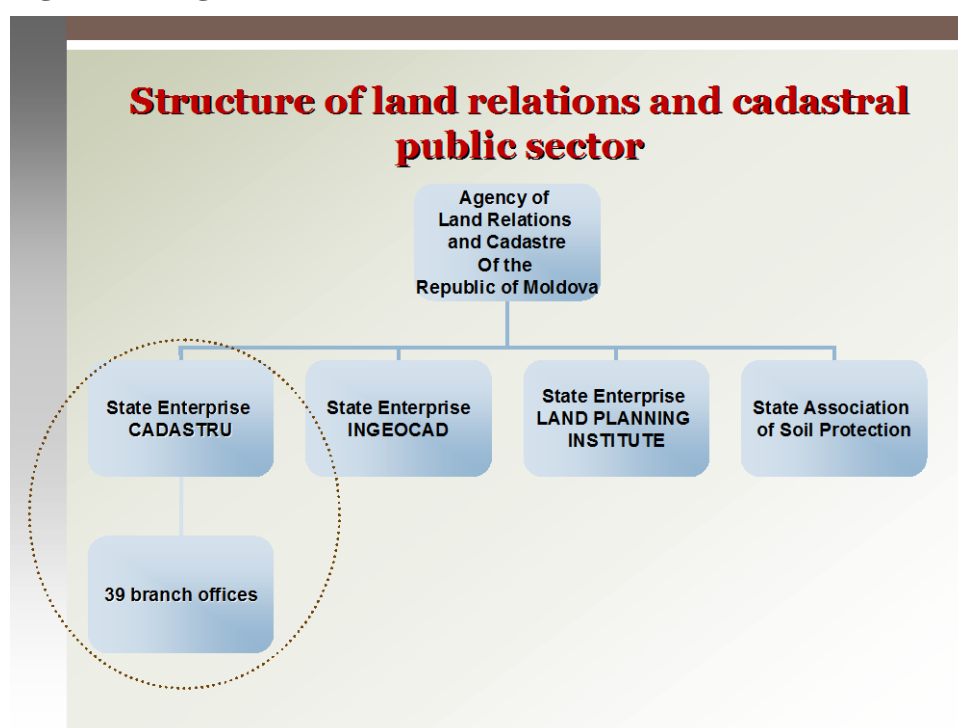 Structure of land relations and cadastral
public sector
Agency of
Land Relations
and Cadastre
Of the
Republic of Moldova
State Enterprise
CADASTRU
State Enterprise
INGEOCAD
State Enterprise
LAND PLANNING
INSTITUTE
State Association
of Soil Protection
39 branch offices